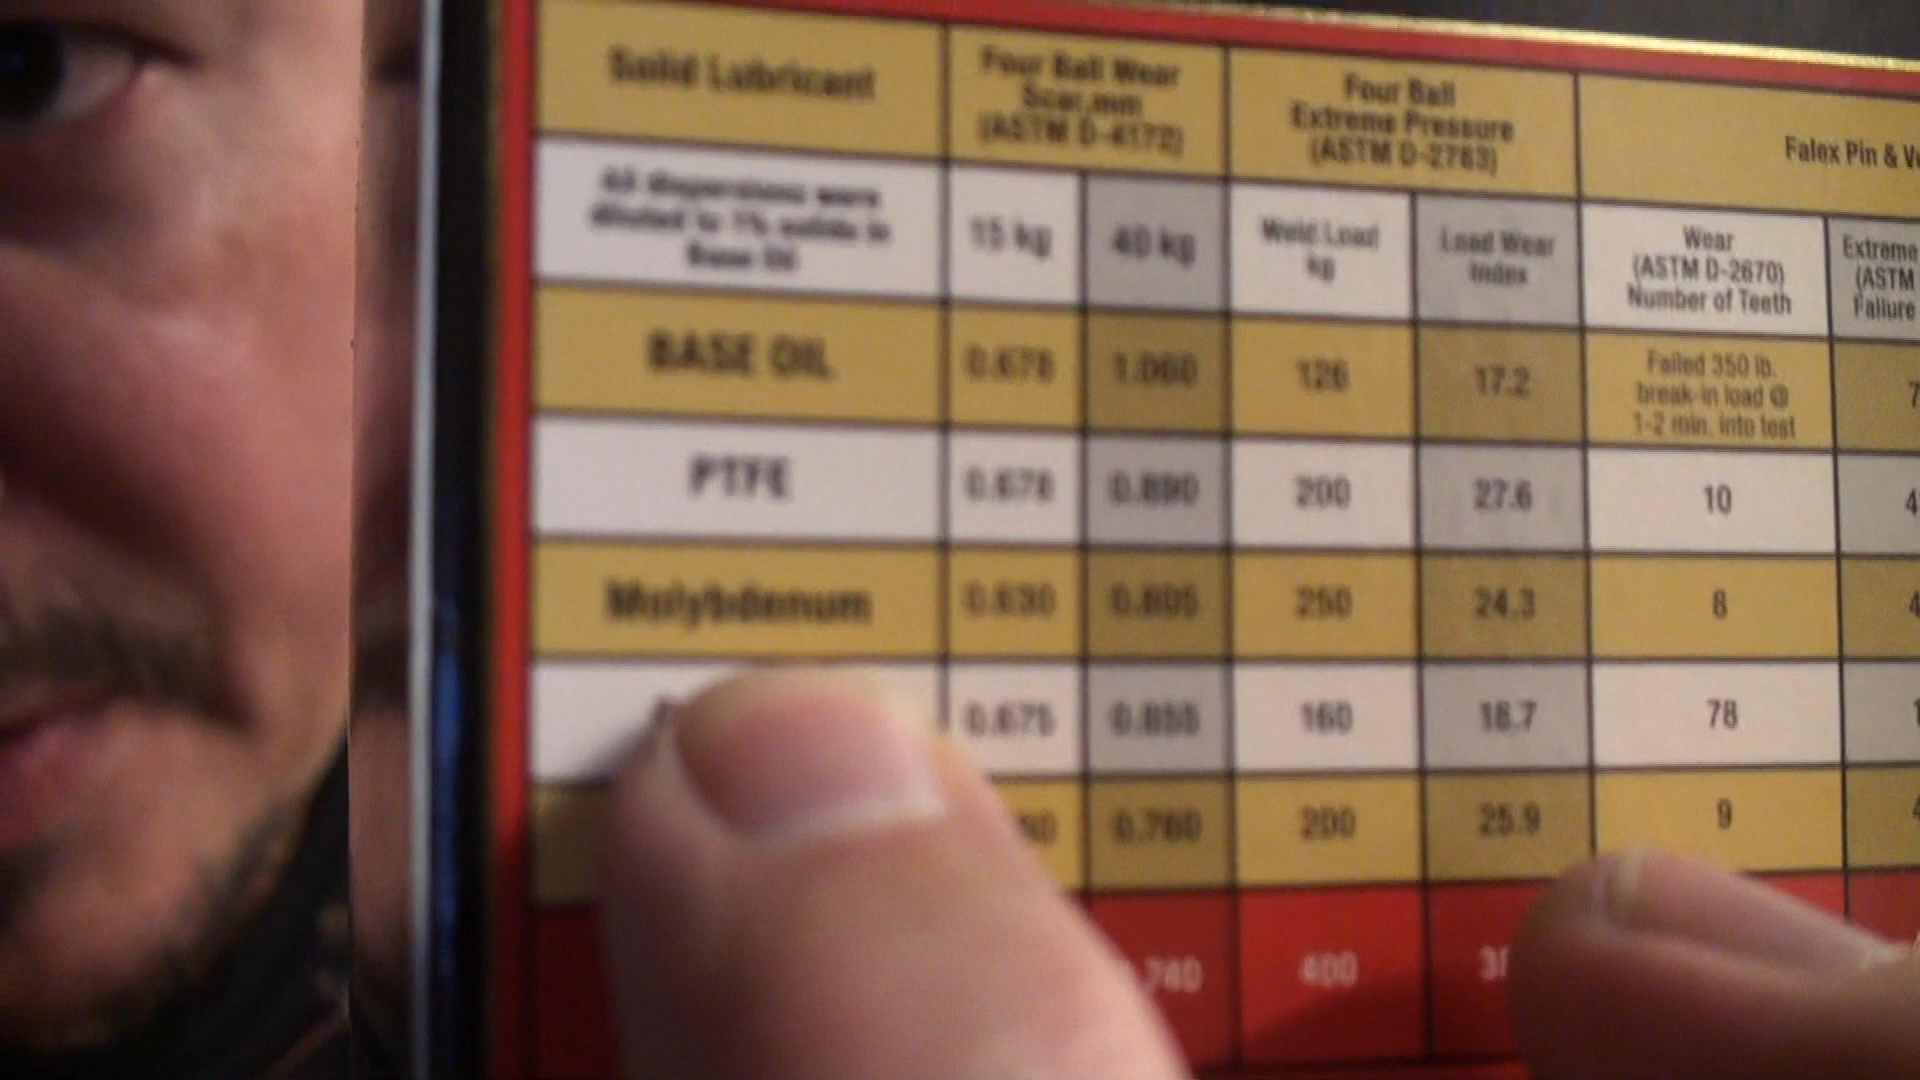 Solid Lubricant
Four Ball Wear
Scar,mm
(ASTM D-4172)
Four Ball
Extreme Pressure
(ASTM D-2783)
Falex Pin &
All dispersions were
diluted to 1% solids in
Base Oil
15 kg
40 kg
Weld Load
kg
Load Wear
Index
Wear
(ASTM D-2670)
Number of Teeth
Extreme
(ASTM
Failure
BASE OIL
0.678
1.060
126
17.2
Failed 350 lb.
break-in load @
1-2 min. into test
PTFE
0.678
0.890
200
27.6
10
Molybdenum
0.630
0.805
250
24.3
8
0.675
0.855
160
18.7
78
0.780
200
25.9
9
400